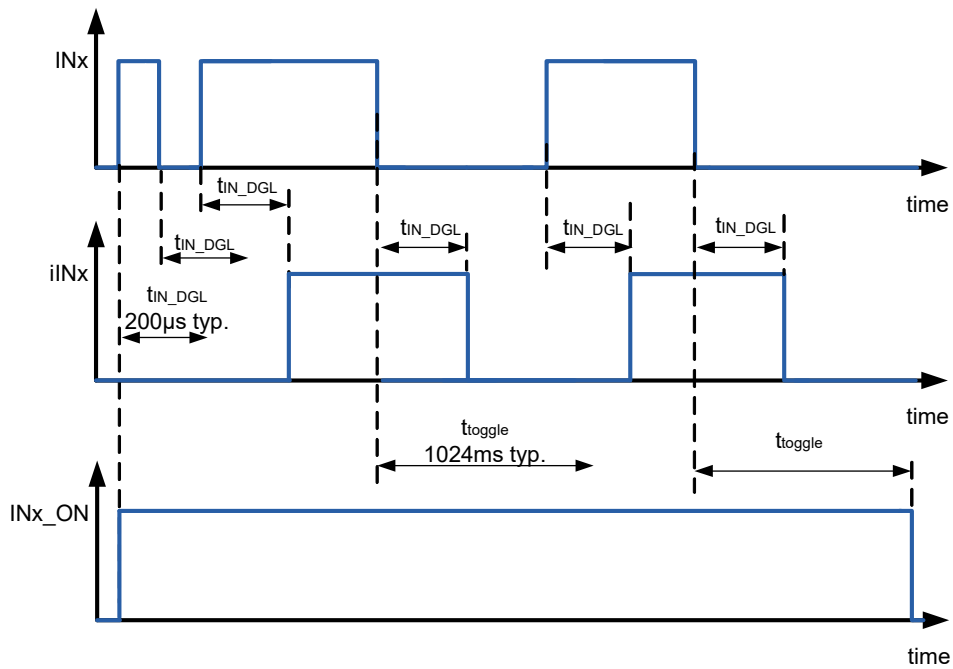 INx
time
tIN_DGL
tIN_DGL
tIN_DGL
tIN_DGL
tIN_DGL
iINx
tIN_DGL
200µs typ.
time
ttoggle
1024ms typ.
ttoggle
INx_ON
time